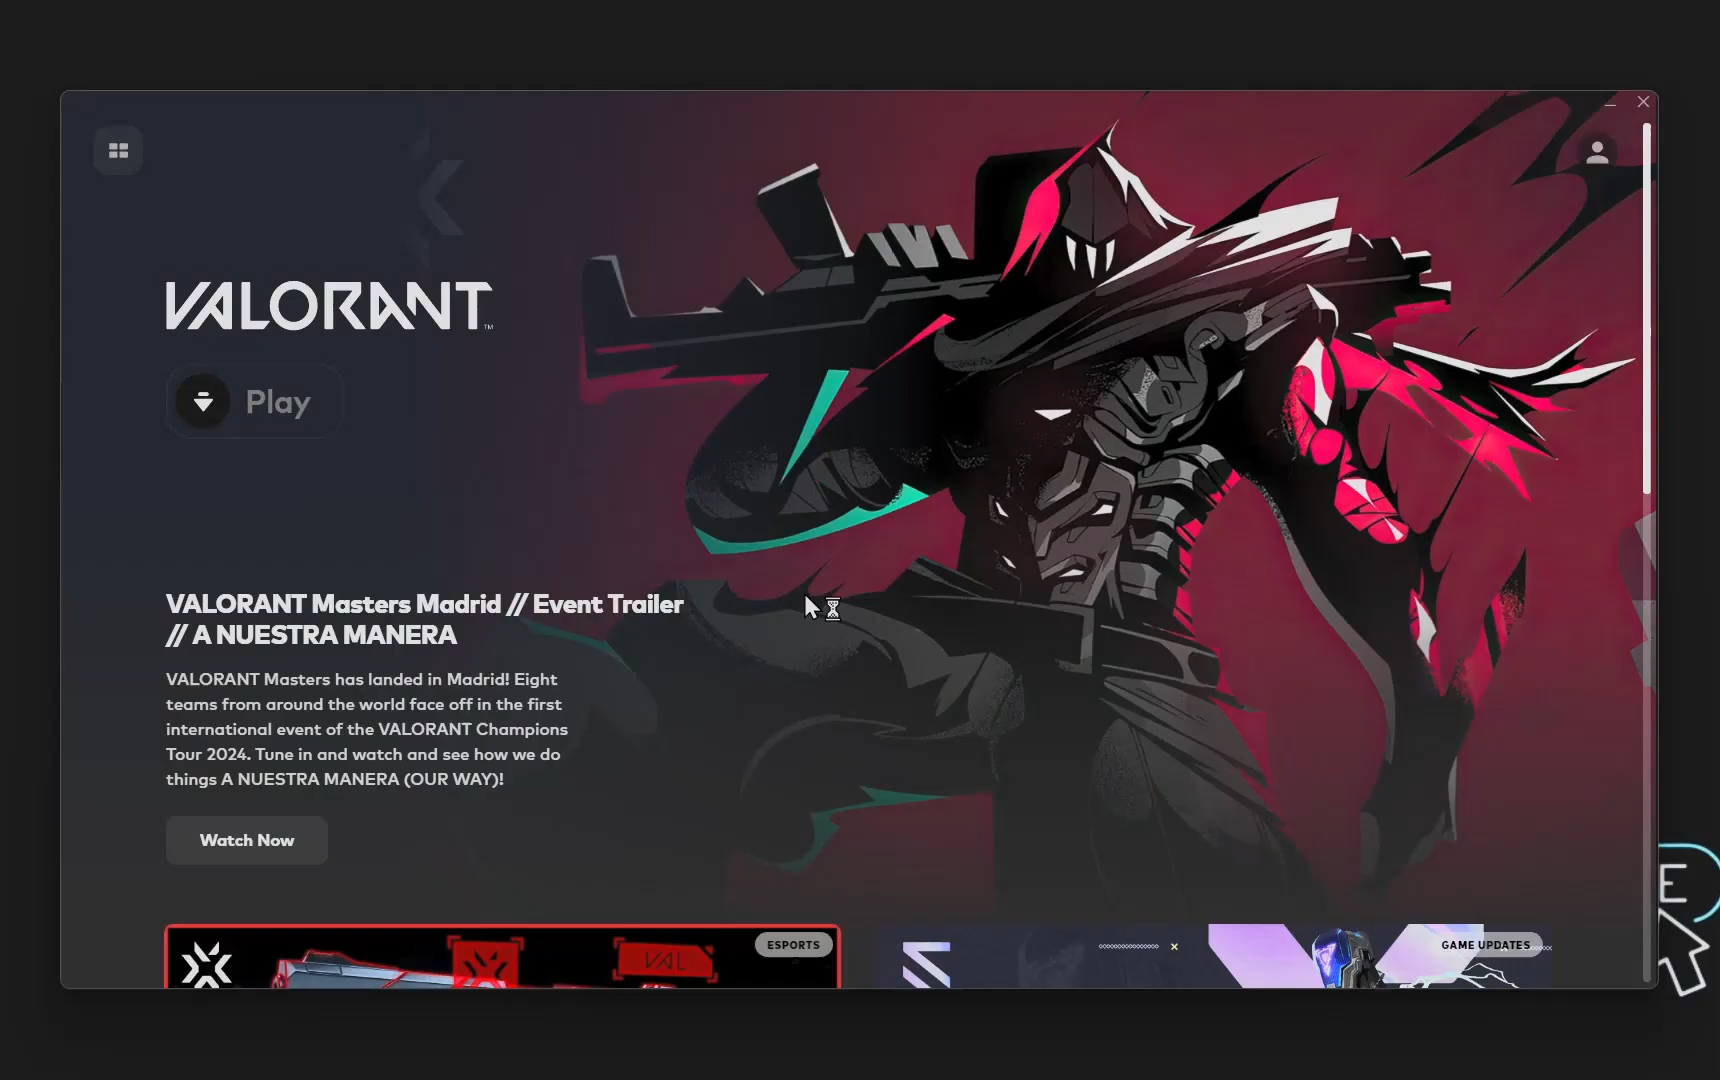 VALORANT™
Play
VALORANT Masters Madrid // Event Trailer
// A NUESTRA MANERA
VALORANT Masters has landed in Madrid! Eight
teams from around the world face off in the first
international event of the VALORANT Champions
Tour 2024. Tune in and watch and see how we do
things A NUESTRA MANERA (OUR WAY)!
Watch Now
ESPORTS
VAL
GAME UPDATES
E